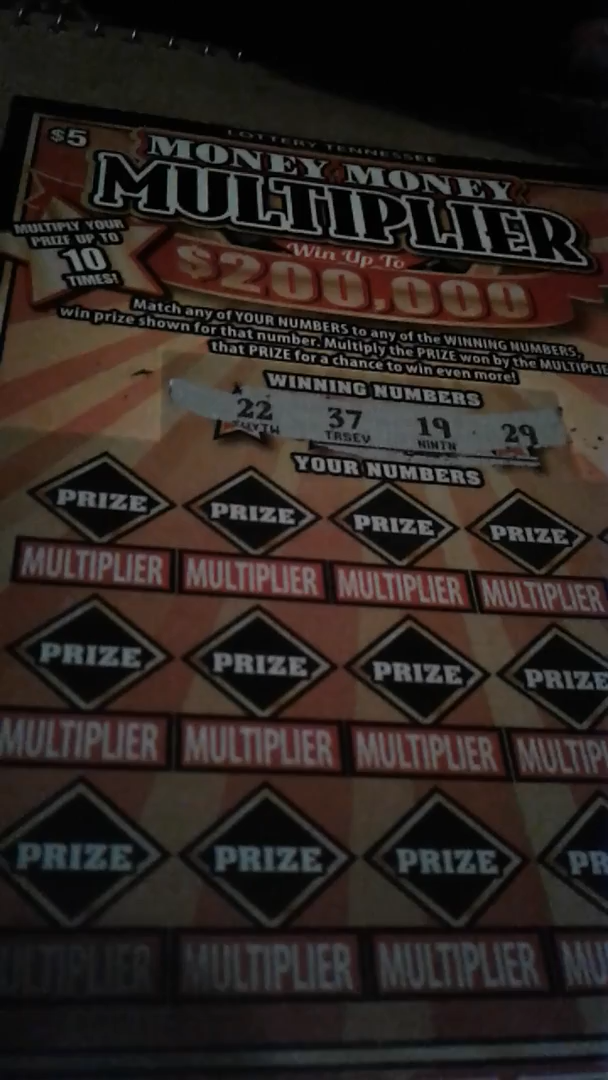 LOTTERY TENNESSEE
$5
MONEY MONEY
MULTIPLIER
MULTIPLY YOUR
PRIZE UP TO
10
TIMES!
Win Up To
$200,000
Match any of YOUR NUMBERS to any of the WINNING NUMBERS,
win prize shown for that number. Multiply the PRIZE won by the MULTIPLIE
that PRIZE for a chance to win even more!
WINNING NUMBERS
22 37 19 29
TRSEV NINTN
YOUR NUMBERS
PRIZE PRIZE PRIZE PRIZE
MULTIPLIER MULTIPLIER MULTIPLIER MULTIPLIER
PRIZE PRIZE PRIZE PRIZE
MULTIPLIER MULTIPLIER MULTIPLIER MULTIP
PRIZE PRIZE PRIZE PR
ULTIPLIER MULTIPLIER MULTIPLIER MU